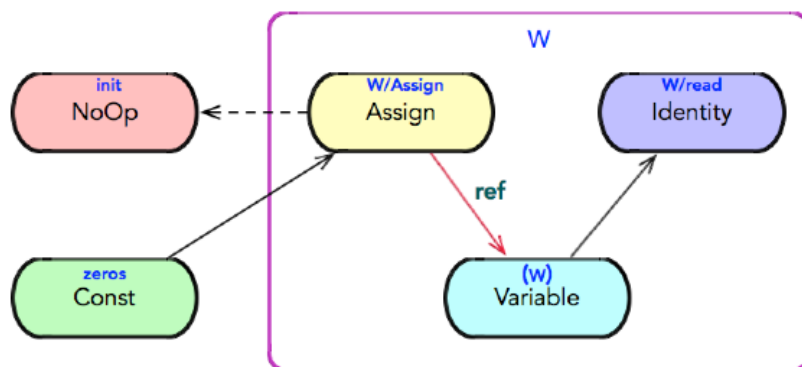 W
init
NoOp
W/Assign
Assign
W/read
Identity
ref
zeros
Const
(W)
Variable